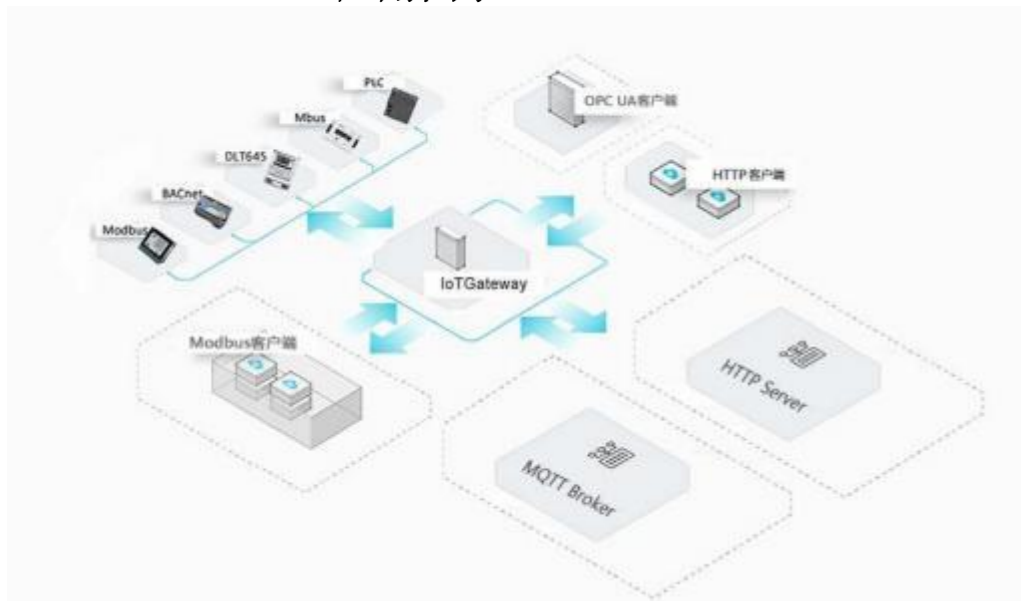 PLC
Mbus
DLT645
BACnet
Modbus
OPC UA客户端
HTTP客户端
IoTGateway
Modbus客户端
HTTP Server
MQTT Broker